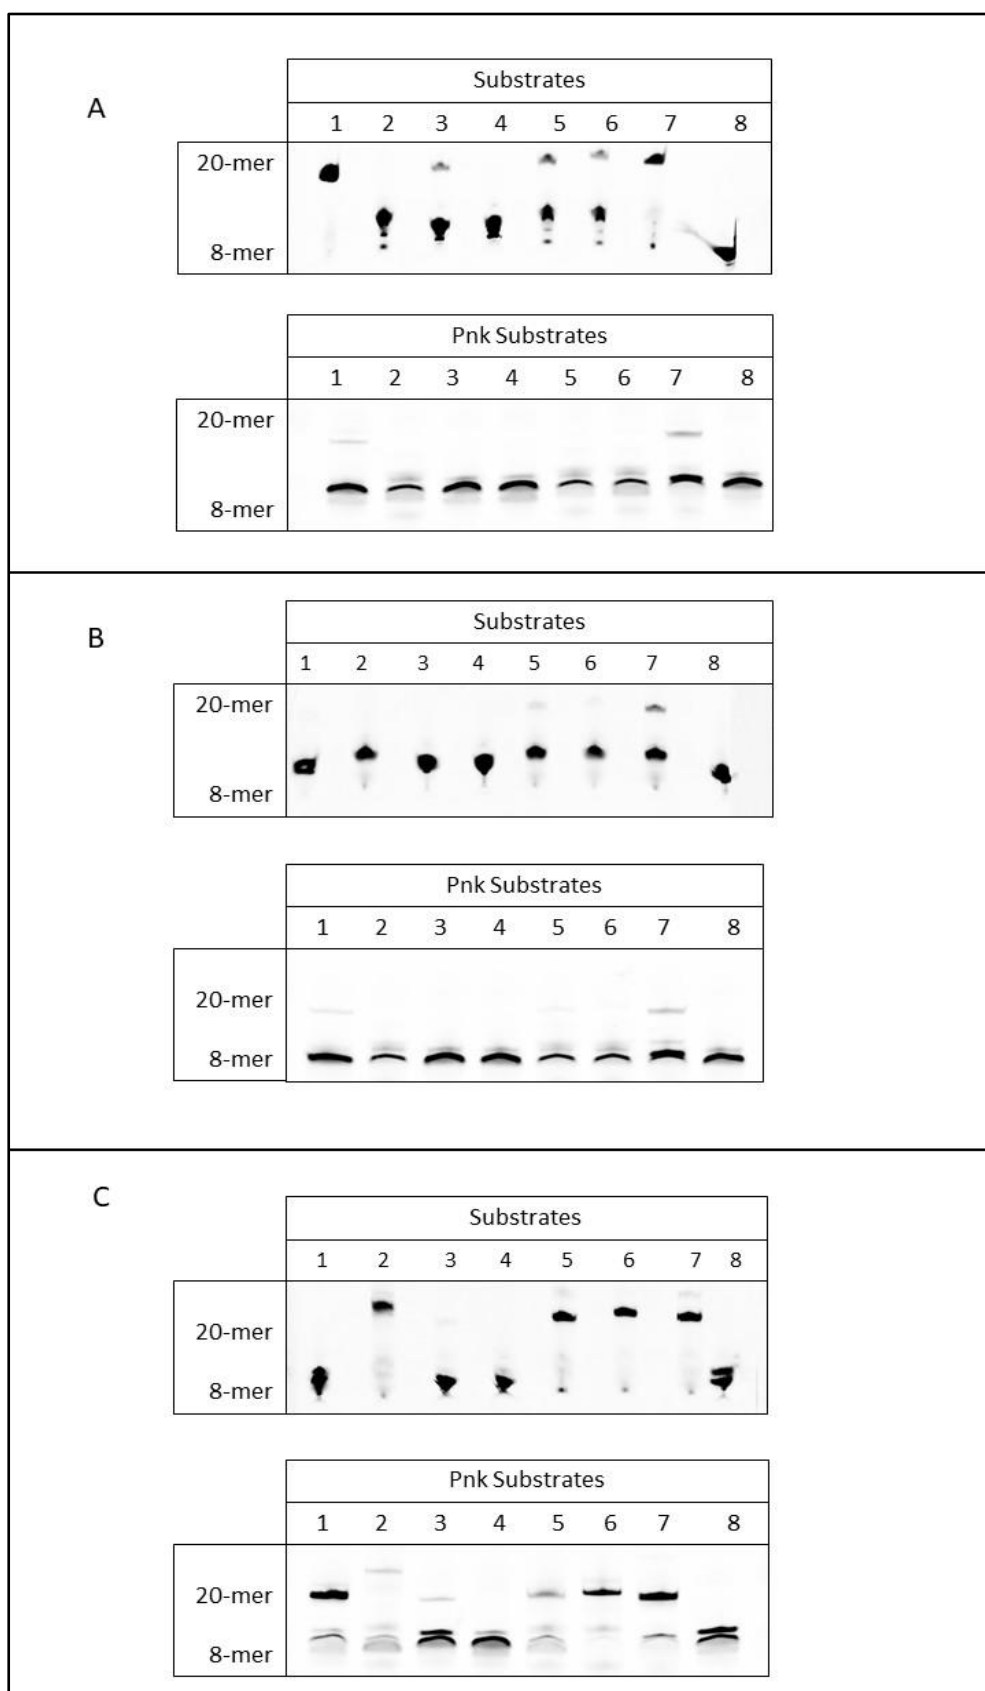 A
Substrates
1 2 3 4 5 6 7 8
20-mer
8-mer
Pnk Substrates
1 2 3 4 5 6 7 8
20-mer
8-mer
B
Substrates
1 2 3 4 5 6 7 8
20-mer
8-mer
Pnk Substrates
1 2 3 4 5 6 7 8
20-mer
8-mer
C
Substrates
1 2 3 4 5 6 7 8
20-mer
8-mer
Pnk Substrates
1 2 3 4 5 6 7 8
20-mer
8-mer